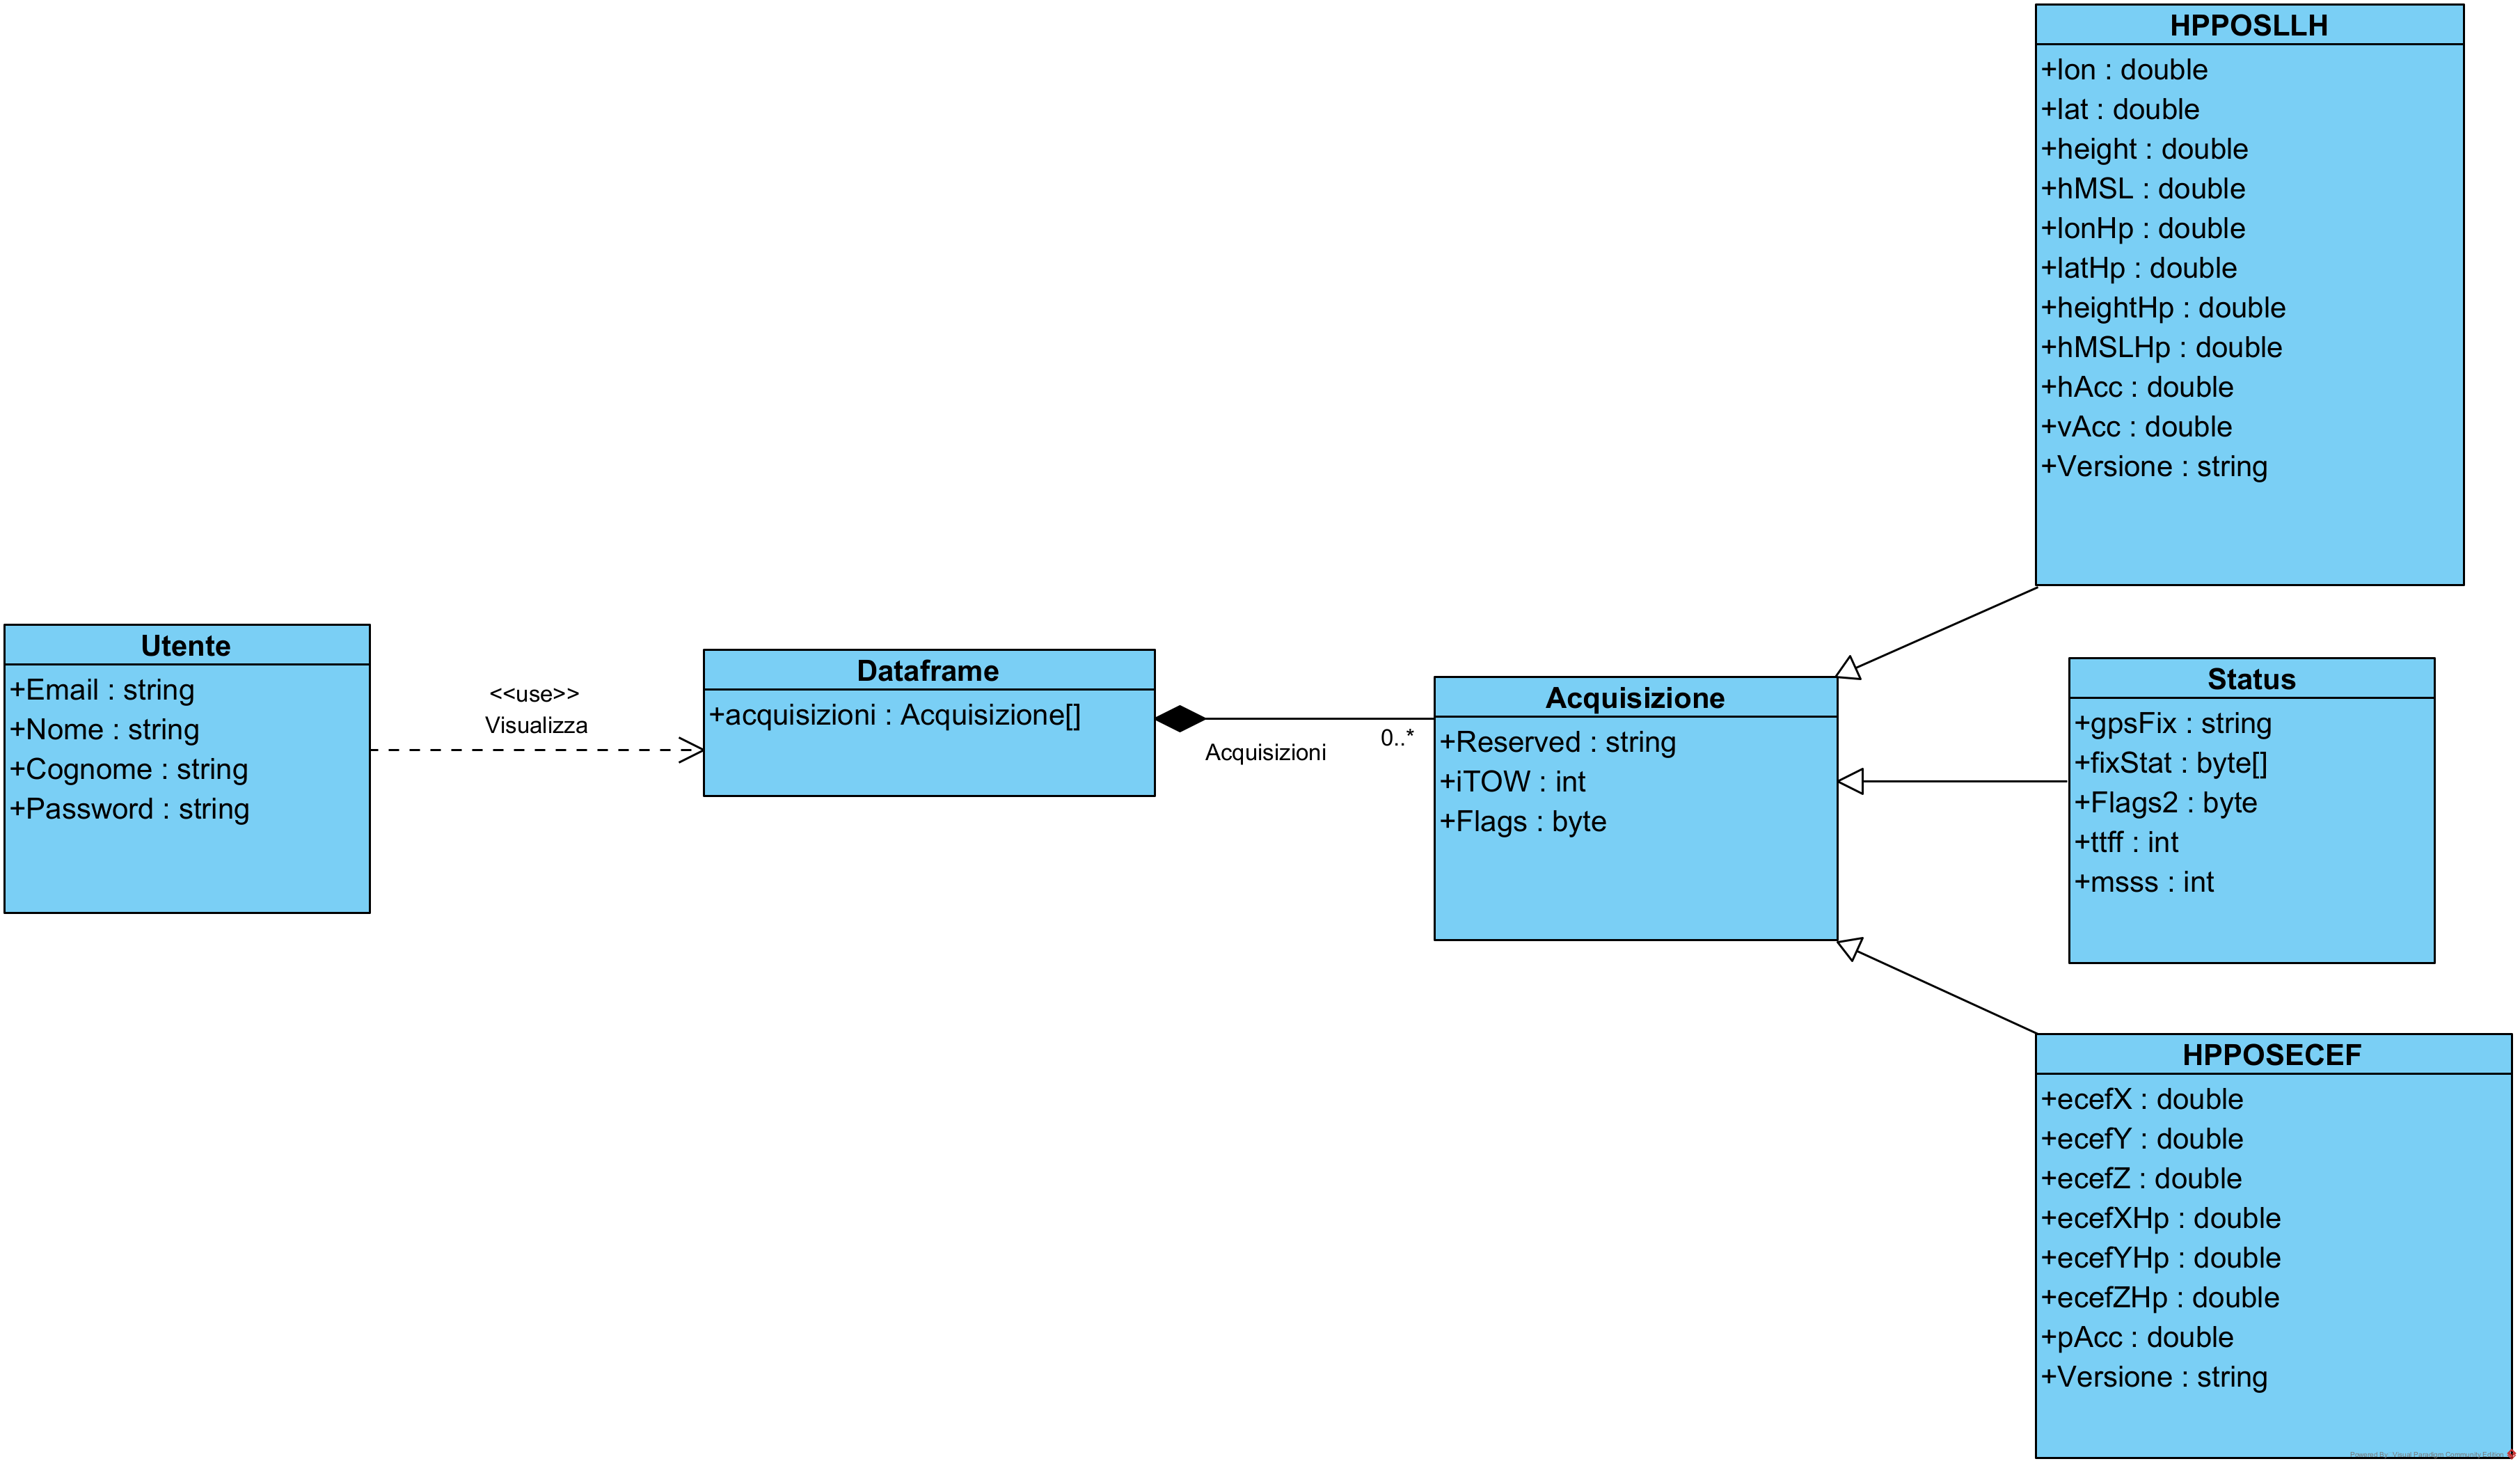 HPPOSLLH
+lon : double
+lat : double
+height : double
+hMSL : double
+lonHp : double
+latHp : double
+heightHp : double
+hMSLHp : double
+hAcc : double
+vAcc : double
+Versione : string
Utente
+Email : string
+Nome : string
+Cognome : string
+Password : string
<<use>>
Visualizza
Dataframe
+acquisizioni : Acquisizione[]
Acquisizioni
0..*
Acquisizione
+Reserved : string
+iTOW : int
+Flags : byte
Status
+gpsFix : string
+fixStat : byte[]
+Flags2 : byte
+ttff : int
+msss : int
HPPOSECEF
+ecefX : double
+ecefY : double
+ecefZ : double
+ecefXHp : double
+ecefYHp : double
+ecefZHp : double
+pAcc : double
+Versione : string
Powered By: Visual Paradigm Community Edition